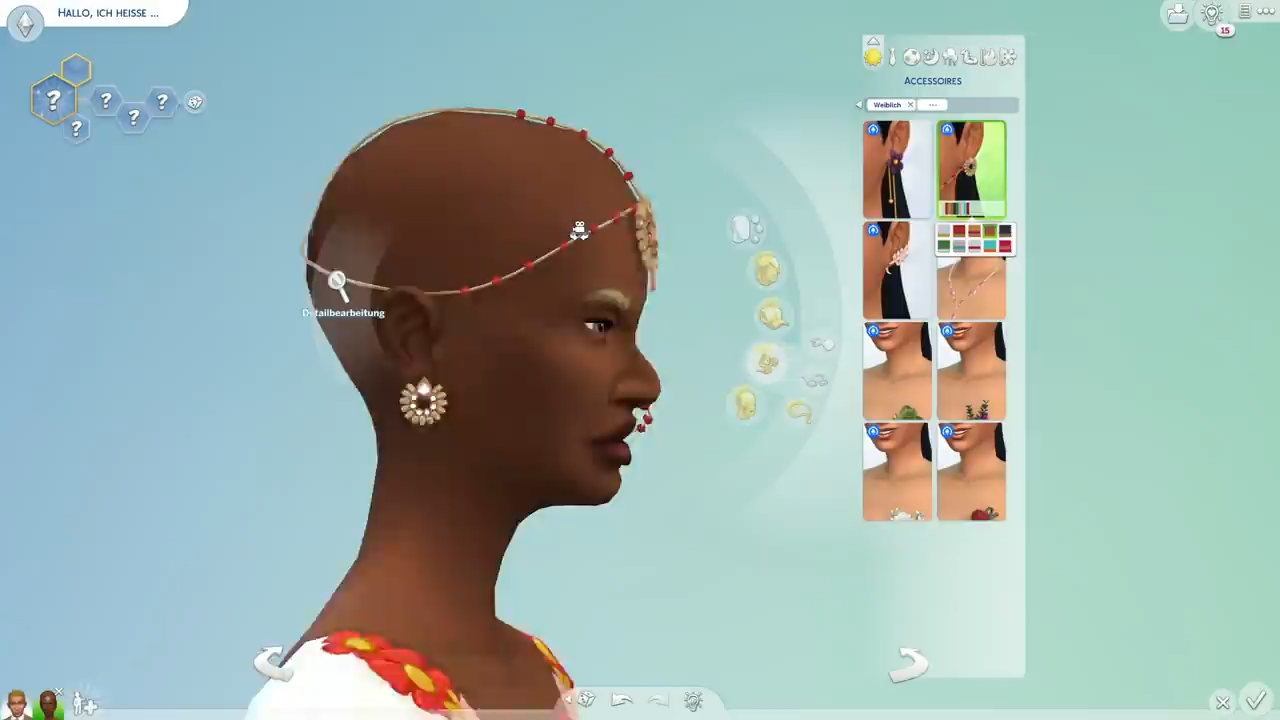 HALLO, ICH HEISSE ...
15
ACCESSOIRES
Weiblich
Detailbearbeitung
? ? ? ? ?